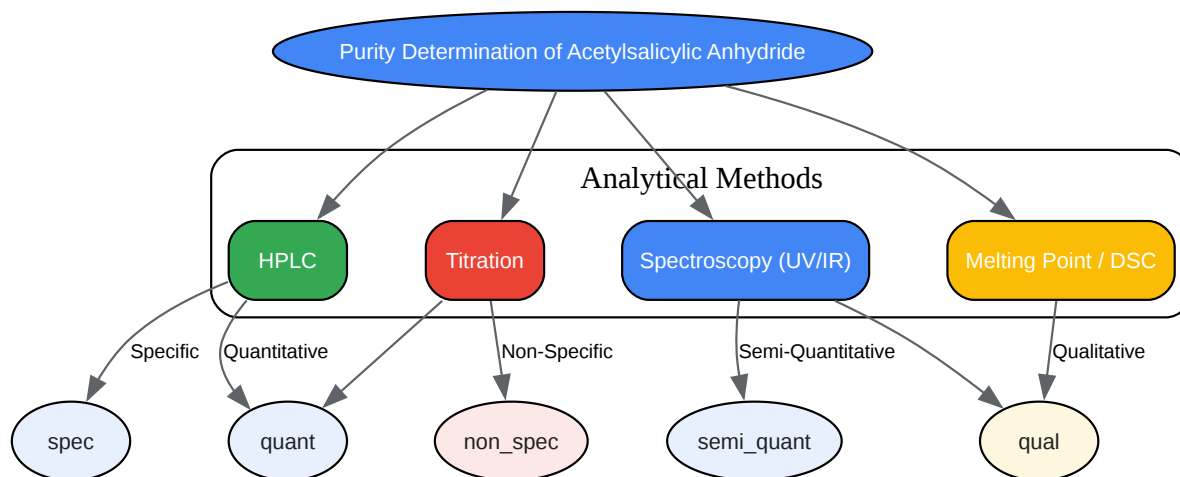 Purity Determination of Acetylsalicylic Anhydride
Analytical Methods
HPLC
Titration
Spectroscopy (UV/IR)
Melting Point / DSC
Specific
Quantitative
Non-Specific
Semi-Quantitative
Qualitative
spec
quant
non_spec
semi_quant
qual